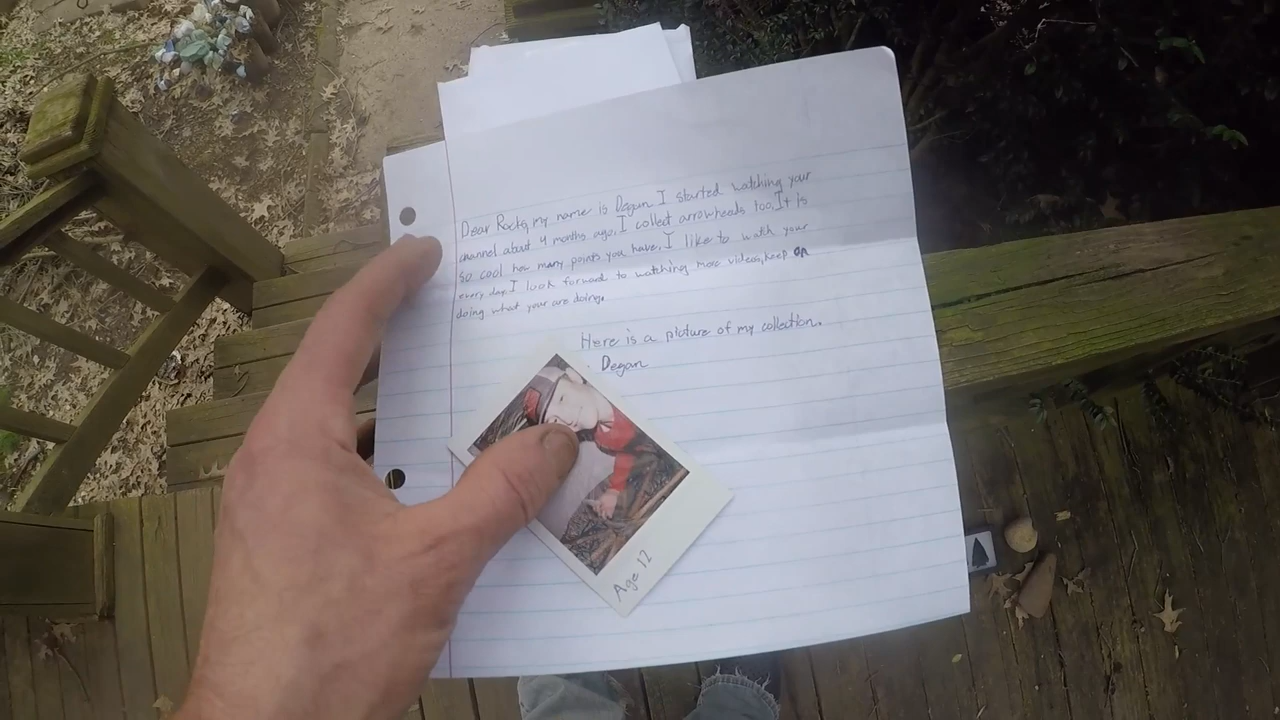 Dear Rocky, my name is Degan. I started watching your
channel about 4 months ago, I collect arrowheads too, It is
so cool how many points you have, I like to watch your
every day. I look forward to watching more videos, keep on
doing what your are doing.
Here is a picture of my collection.
Degan
Age 12